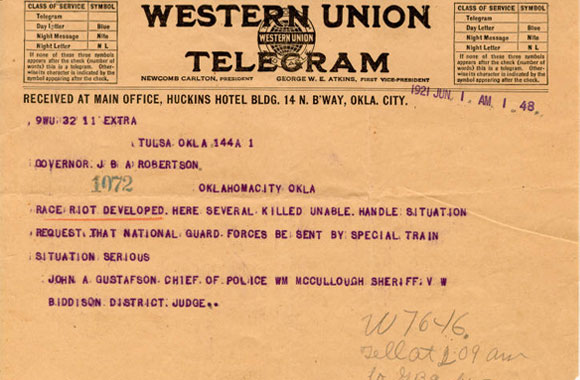 CLASS OF SERVICE SYMBOL
Telegram
Day Letter Blue
Night Message Nite
Night Letter N L
If none of these three symbols
appears after the check (number of
words) this is a telegram. Other-
wise its character is indicated by the
symbol appearing after the check.
WESTERN UNION
WESTERN UNION
TELEGRAM
NEWCOMB CARLTON, PRESIDENT GEORGE W. E. ATKINS, FIRST VICE-PRESIDENT
CLASS OF SERVICE SYMBOL
Telegram
Day Letter Blue
Night Message Nite
Night Letter N L
If none of these three symbols
appears after the check (number of
words) this is a telegram. Other-
wise its character is indicated by the
symbol appearing after the check.
RECEIVED AT MAIN OFFICE, HUCKINS HOTEL BLDG. 14 N. B'WAY, OKLA. CITY.
1921 JUN 1 AM 1 48
9WU 32 11 EXTRA
TULSA OKLA 144A 1
GOVERNOR J B A ROBERTSON
1072
OKLAHOMACITY OKLA
RACE RIOT DEVELOPED HERE SEVERAL KILLED UNABLE HANDLE SITUATION
REQUEST THAT NATIONAL GUARD FORCES BE SENT BY SPECIAL TRAIN
SITUATION SERIOUS
JOHN A GUSTAFSON CHIEF OF POLICE WM MCCULLOUGH SHERIFF V W
BIDDISON DISTRICT JUDGE..
W7646
at 2 09 am